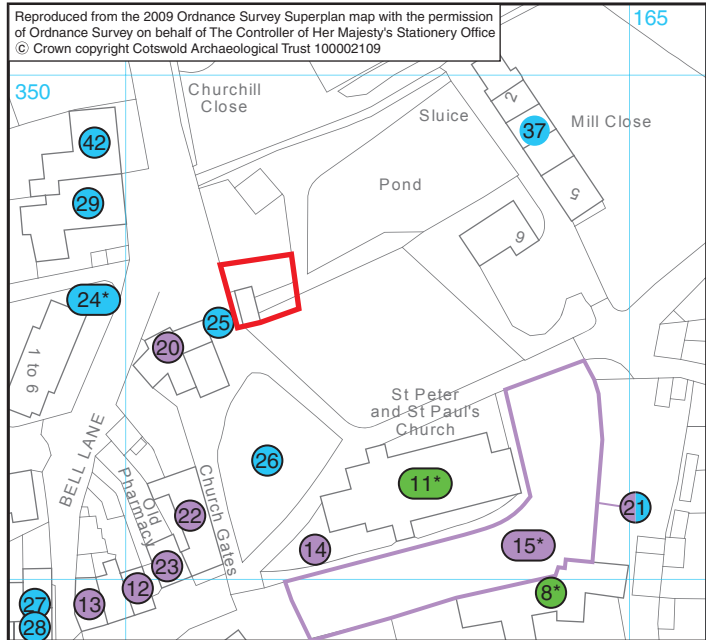 Reproduced from the 2009 Ordnance Survey Superplan map with the permission
of Ordnance Survey on behalf of The Controller of Her Majesty's Stationery Office
© Crown copyright Cotswold Archaeological Trust 100002109
165
350
Churchill
Close
Sluice
2
Mill Close
37
42
Pond
29
5
6
24*
25
20
1 to 6
St Peter
and St Paul's
Church
BELL LANE
26
11*
Old
Pharmacy
Church Gates
22
21
14
15*
23
12
8*
27
13
28